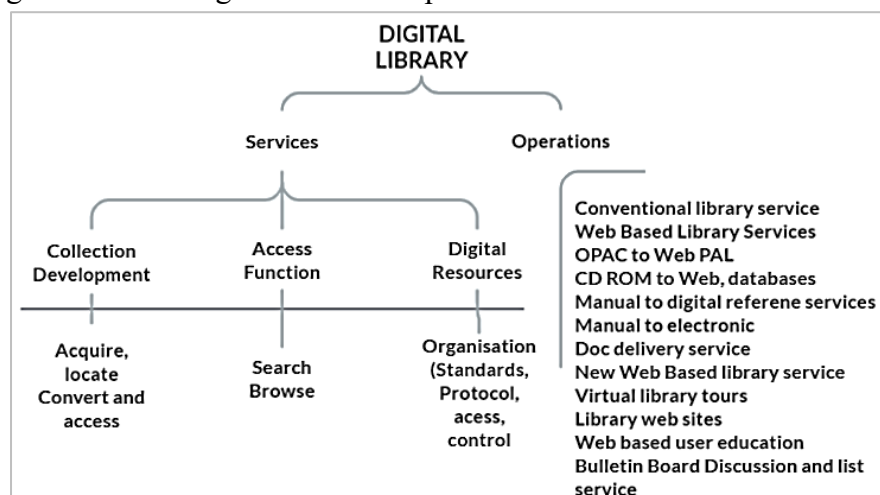 DIGITAL
LIBRARY
Services
Operations
Collection
Development
Access
Function
Digital
Resources
Acquire,
locate
Convert and
access
Search
Browse
Organisation
(Standards,
Protocol,
acess,
control
Conventional library service
Web Based Library Services
OPAC to Web PAL
CD ROM to Web, databases
Manual to digital referene services
Manual to electronic
Doc delivery service
New Web Based library service
Virtual library tours
Library web sites
Web based user education
Bulletin Board Discussion and list
service